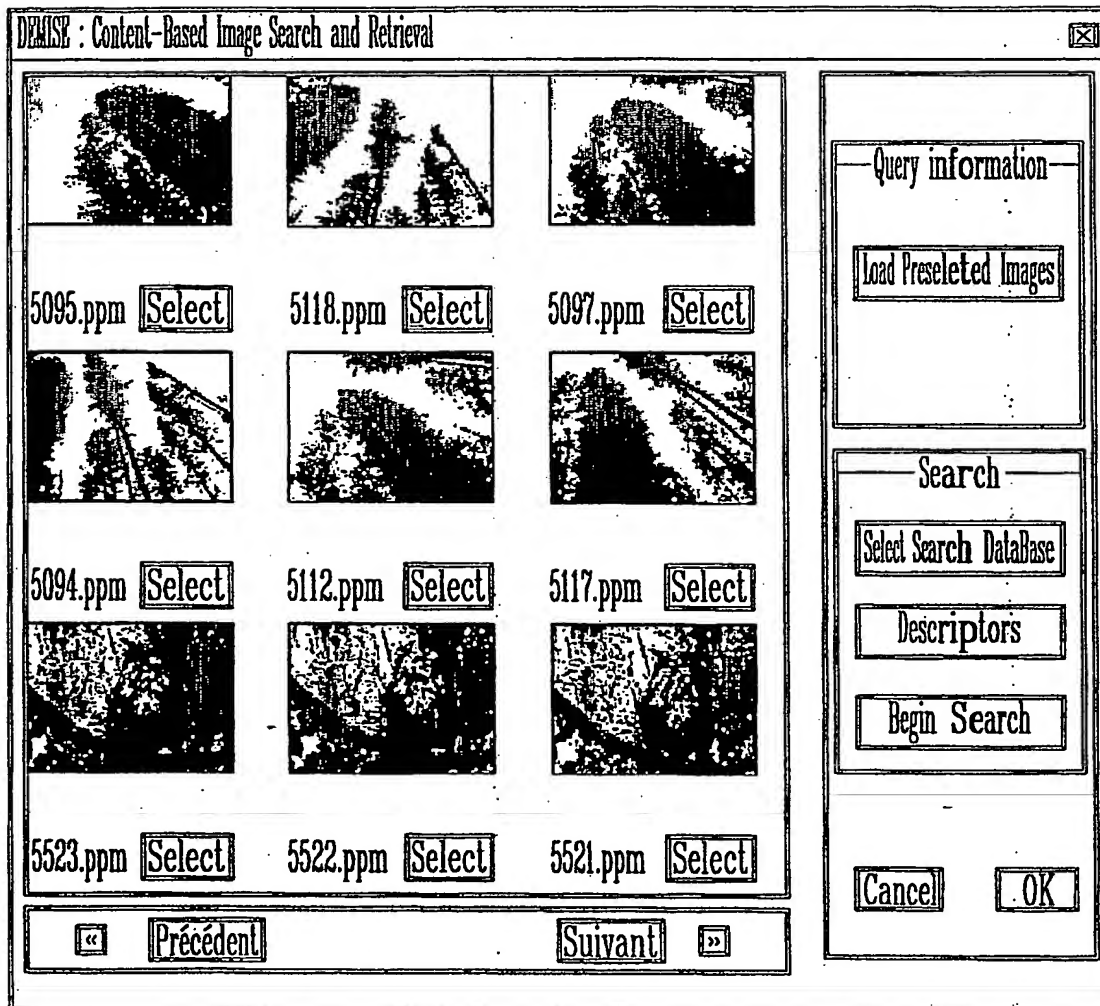 DEMISE : Content-Based Image Search and Retrieval
5095.ppm Select 5118.ppm Select 5097.ppm Select
5094.ppm Select 5112.ppm Select 5117.ppm Select
5523.ppm Select 5522.ppm Select 5521.ppm Select
« Précédent Suivant »
Query information
Load Preseleted Images
Search
Select Search DataBase
Descriptors
Begin Search
Cancel OK